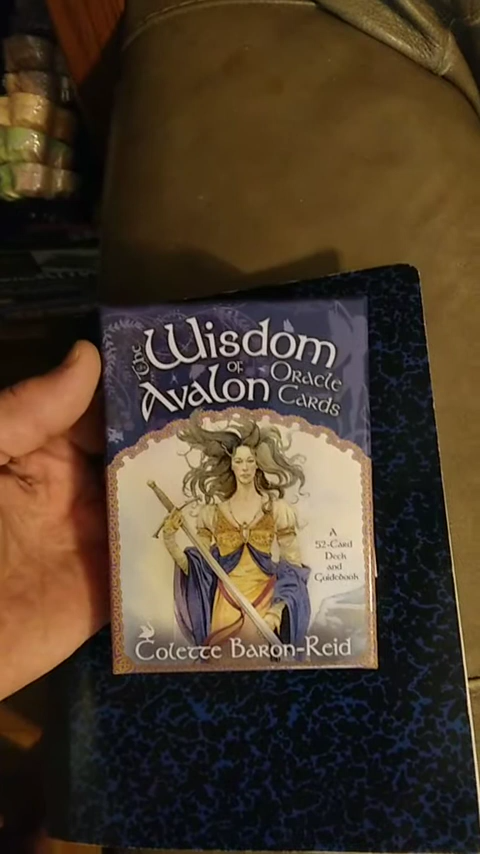 The Wisdom
of
Avalon Oracle
Cards
A
52-Card
Deck
and
Guidebook
Colette Baron-Reid